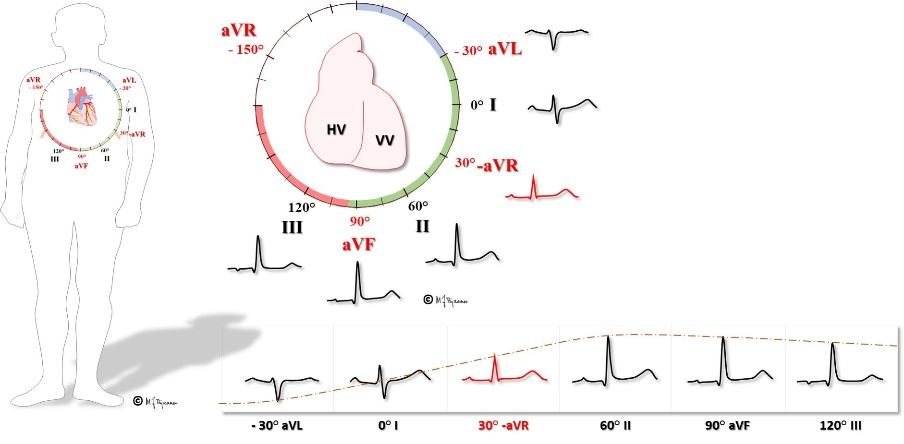 aVR
- 150°
aVL
- 30°
0° I
30°-aVR
120°
III
90°
aVF
60°
II
©
aVR
- 150°
- 30° aVL
0° I
30°-aVR
HV
VV
120°
III
90°
aVF
60°
II
©
- 30° aVL
0° I
30° -aVR
60° II
90° aVF
120° III